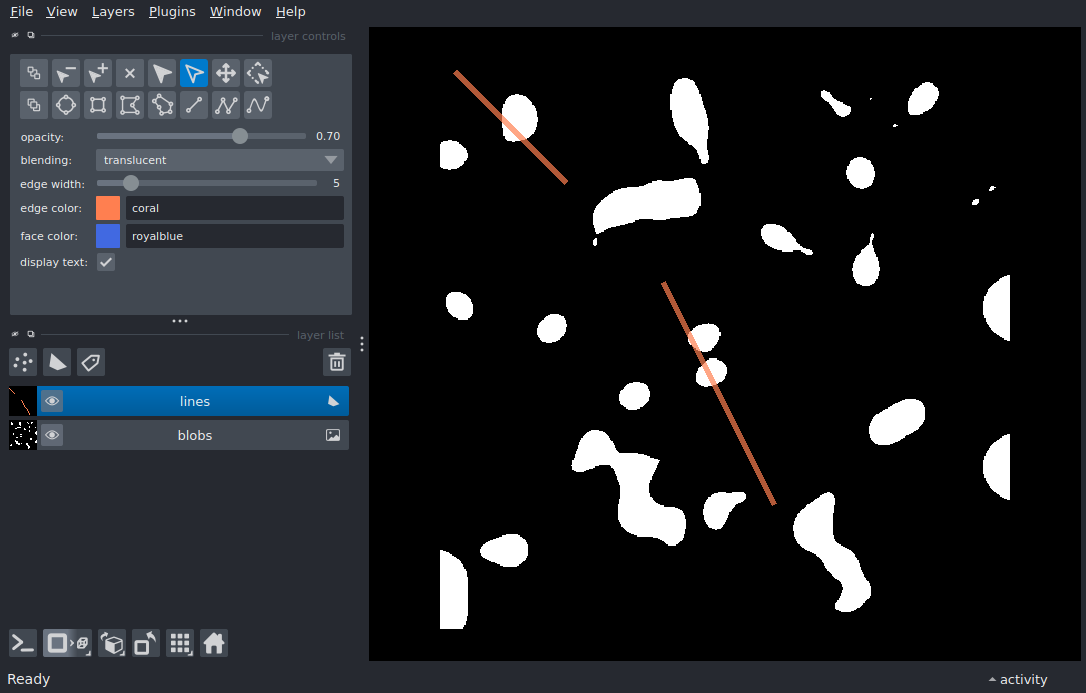 File View Layers Plugins Window Help
layer controls
opacity: 0.70
blending: translucent
edge width: 5
edge color: coral
face color: royalblue
display text:
layer list
lines
blobs
Ready
activity